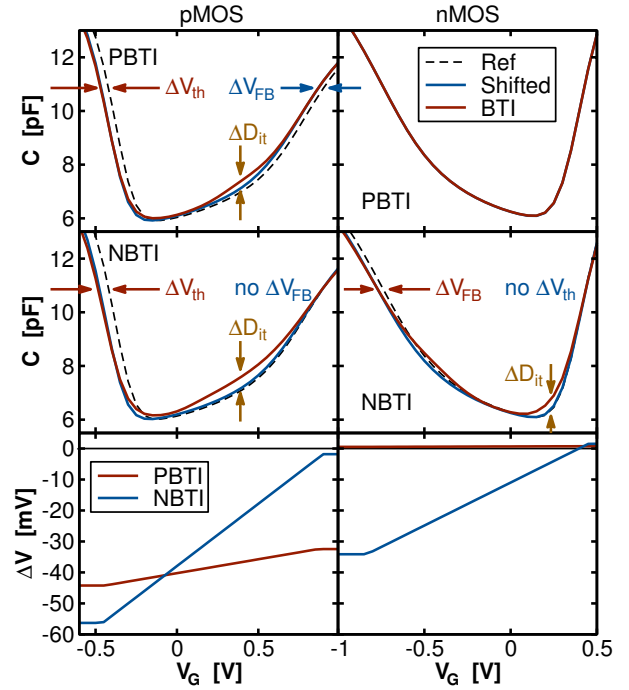 pMOS
nMOS
12
10
8
6
C [pF]
PBTI
ΔV_th
ΔV_FB
ΔD_it
Ref
Shifted
BTI
PBTI
12
10
8
6
C [pF]
NBTI
ΔV_th
no ΔV_FB
ΔD_it
ΔV_FB
no ΔV_th
ΔD_it
NBTI
0
-10
-20
-30
-40
-50
-60
ΔV [mV]
PBTI
NBTI
-0.5 0 0.5 -1 -0.5 0 0.5
V_G [V]
V_G [V]